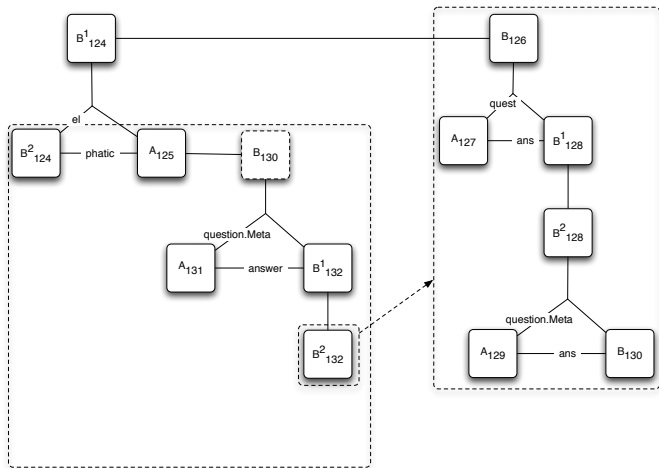 B¹₁₂₄
B₁₂₆
el
quest
B²₁₂₄
phatic
A₁₂₅
B₁₃₀
A₁₂₇
ans
B¹₁₂₈
question.Meta
B²₁₂₈
A₁₃₁
answer
B¹₁₃₂
question.Meta
B²₁₃₂
A₁₂₉
ans
B₁₃₀